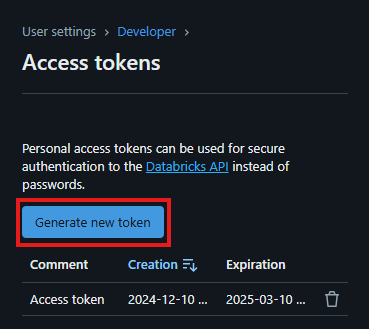 User settings > Developer >
Access tokens
Personal access tokens can be used for secure
authentication to the Databricks API instead of
passwords.
Generate new token
Comment Creation Expiration
Access token 2024-12-10 ... 2025-03-10 ...